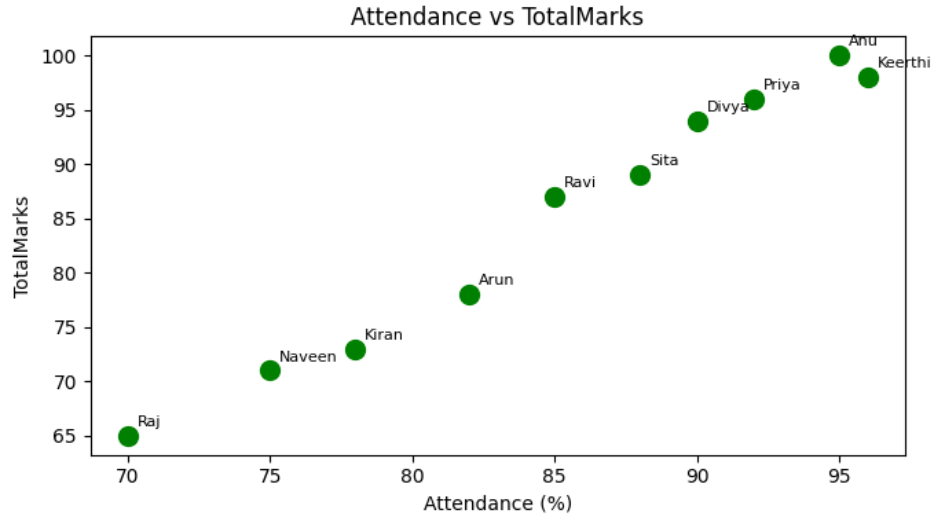 Attendance vs TotalMarks
TotalMarks
100
95
90
85
80
75
70
65
Anu
Keerthi
Priya
Divya
Sita
Ravi
Arun
Kiran
Naveen
Raj
70 75 80 85 90 95
Attendance (%)